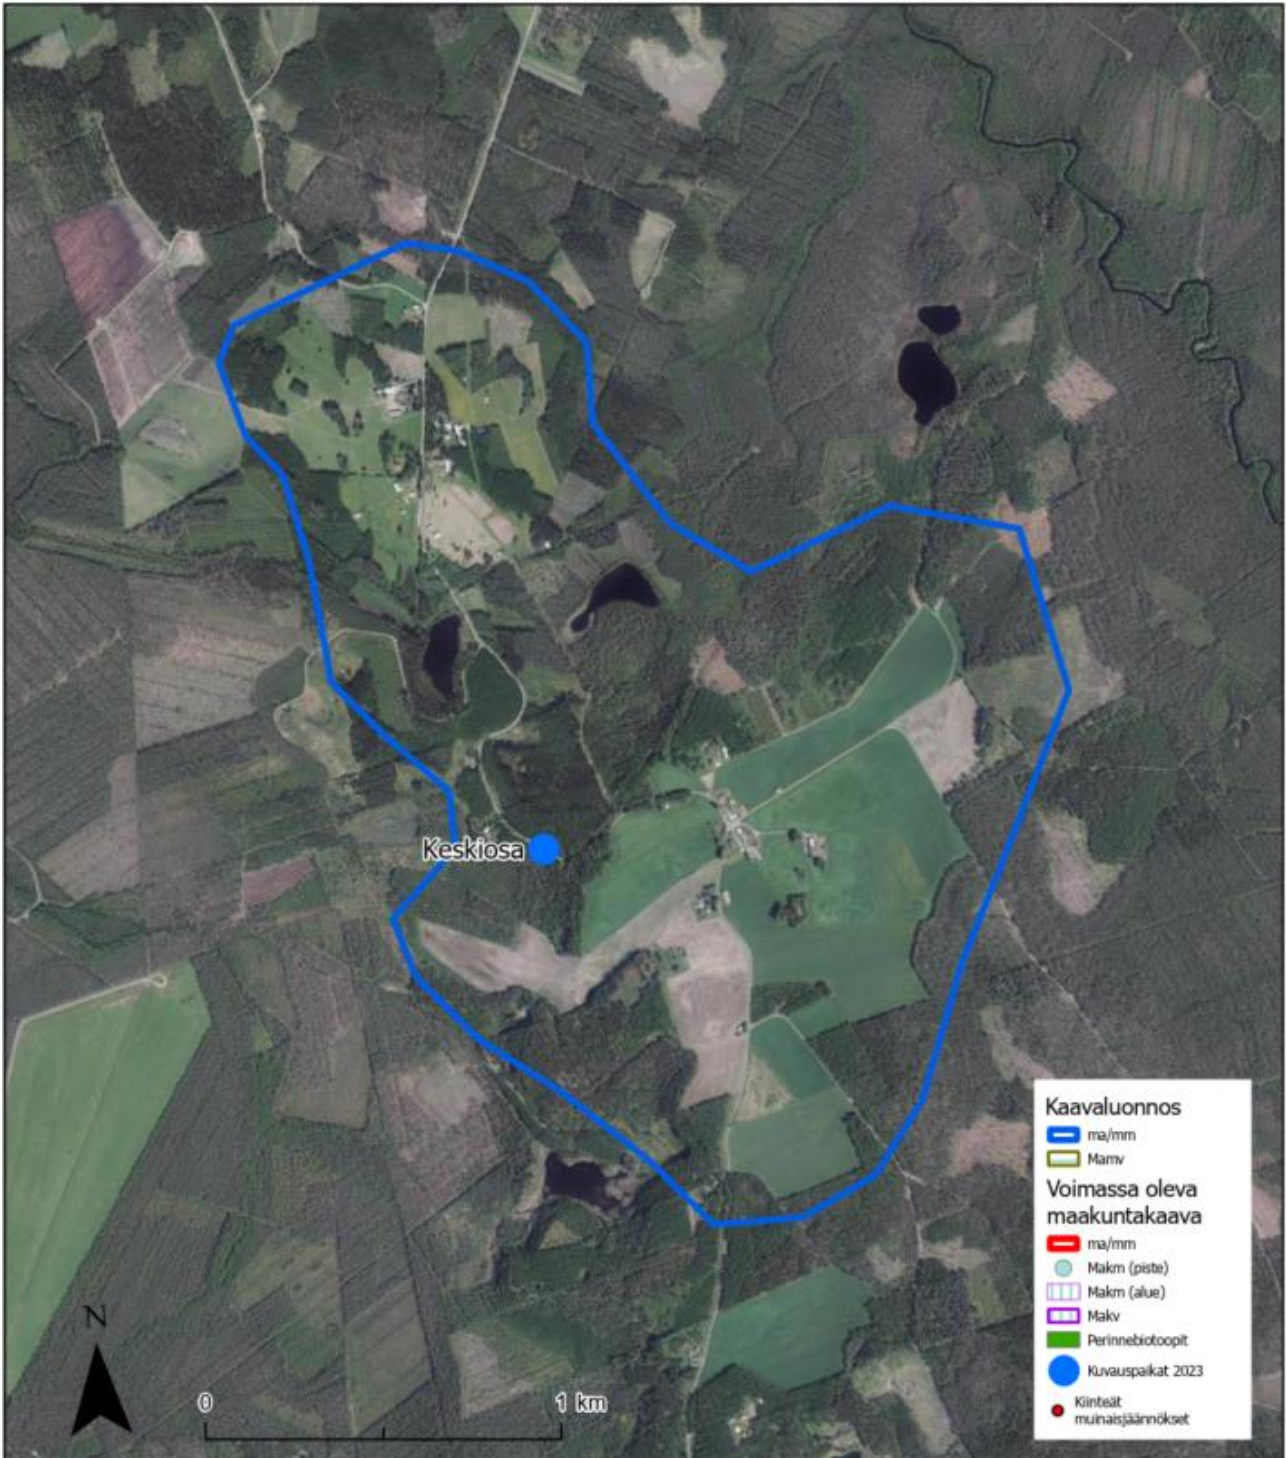 Keskiosa
Kaavaluonnos
ma/mm
Mamv
Voimassa oleva
maakuntakaava
ma/mm
Makm (piste)
Makm (alue)
Makv
Perinnebiotoopit
Kuvauspaikat 2023
Kiinteät
muinaisjäännökset
N
0
1 km